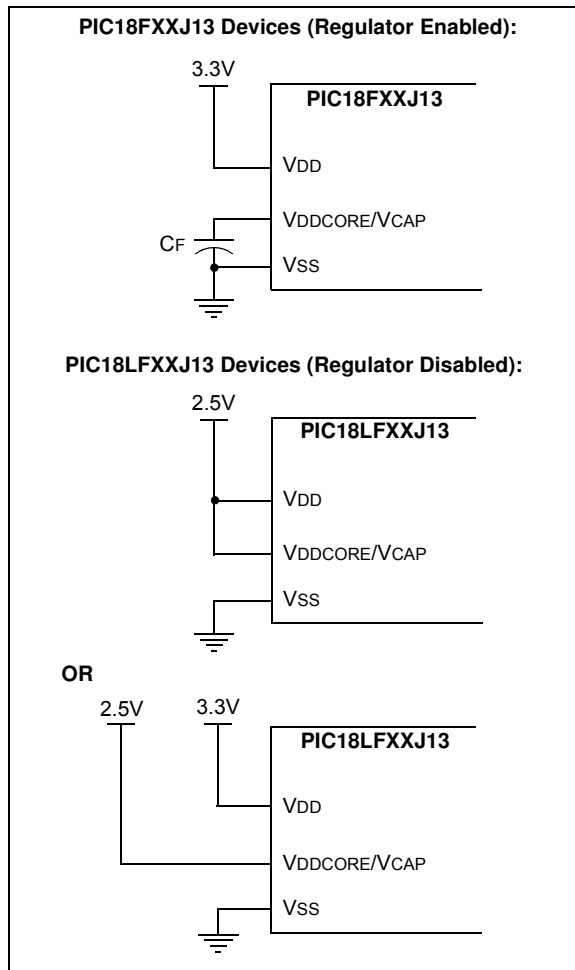 PIC18FXXJ13 Devices (Regulator Enabled):
3.3V
PIC18FXXJ13
VDD
VDDCORE/VCAP
CF
VSS
PIC18LFXXJ13 Devices (Regulator Disabled):
2.5V
PIC18LFXXJ13
VDD
VDDCORE/VCAP
VSS
OR
2.5V 3.3V
PIC18LFXXJ13
VDD
VDDCORE/VCAP
VSS